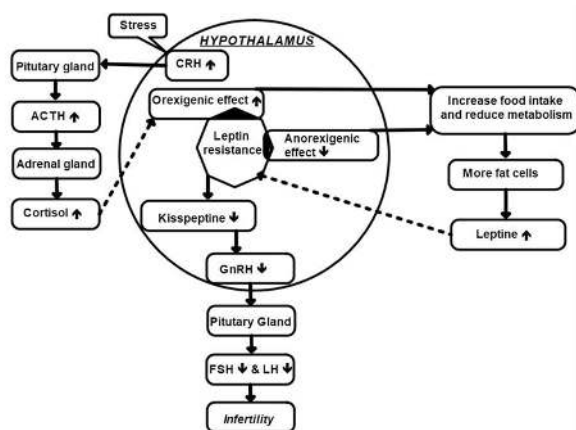 Stress
HYPOTHALAMUS
Pitutary gland
CRH ↑
ACTH ↑
Adrenal gland
Cortisol ↑
Orexigenic effect ↑
Leptin
resistance
Anorexigenic
effect ↓
Increase food intake
and reduce metabolism
More fat cells
Leptine ↑
Kisspeptine ↓
GnRH ↓
Pitutary Gland
FSH ↓ & LH ↓
Infertility